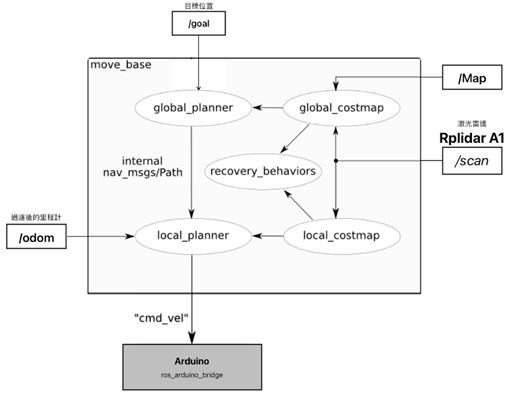 目標位置
/goal
move_base
/Map
global_planner
global_costmap
激光雷達
Rplidar A1
/scan
internal
nav_msgs/Path
recovery_behaviors
過速後的里程計
/odom
local_planner
local_costmap
"cmd_vel"
Arduino
ros_arduino_bridge